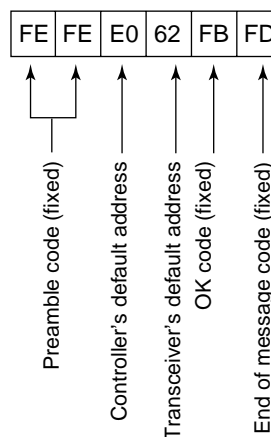 FE FE E0 62 FB FD
Preamble code (fixed)
Controller's default address
Transceiver's default address
OK code (fixed)
End of message code (fixed)